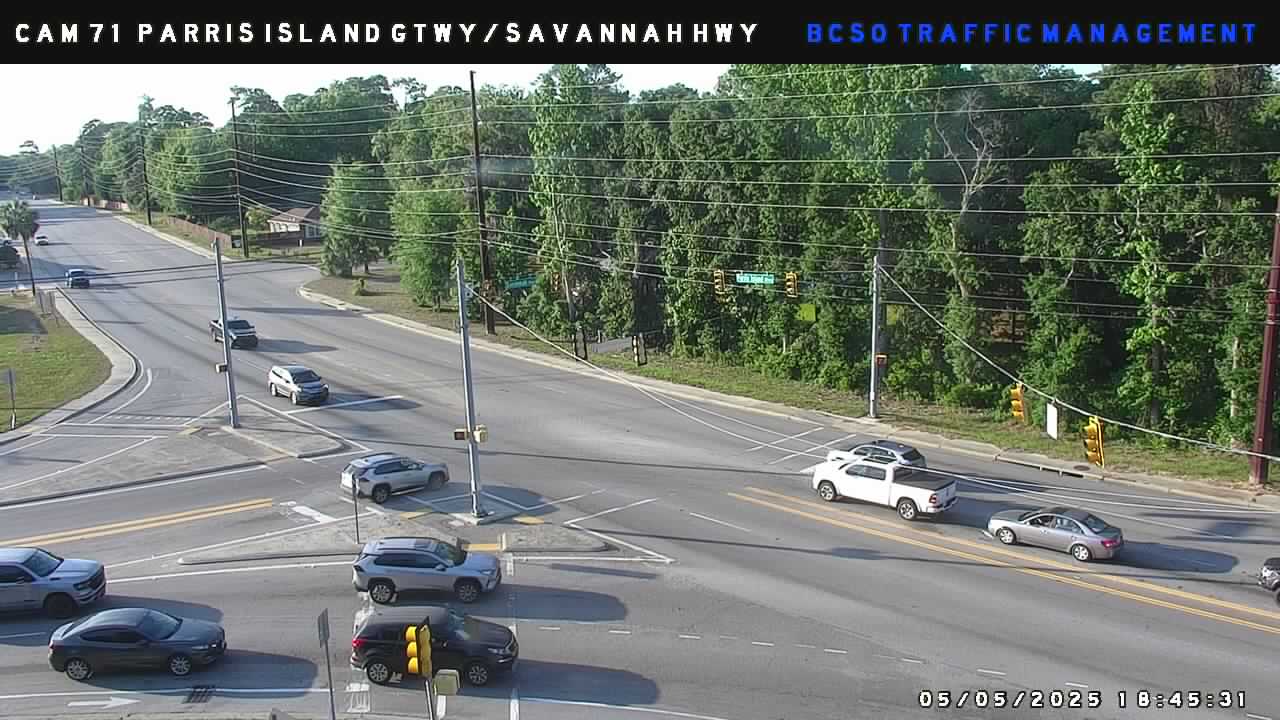 CAM 71 PARRIS ISLAND GTWY/SAVANNAH HWY BCSO TRAFFIC MANAGEMENT
05/05/2025 18:45:31